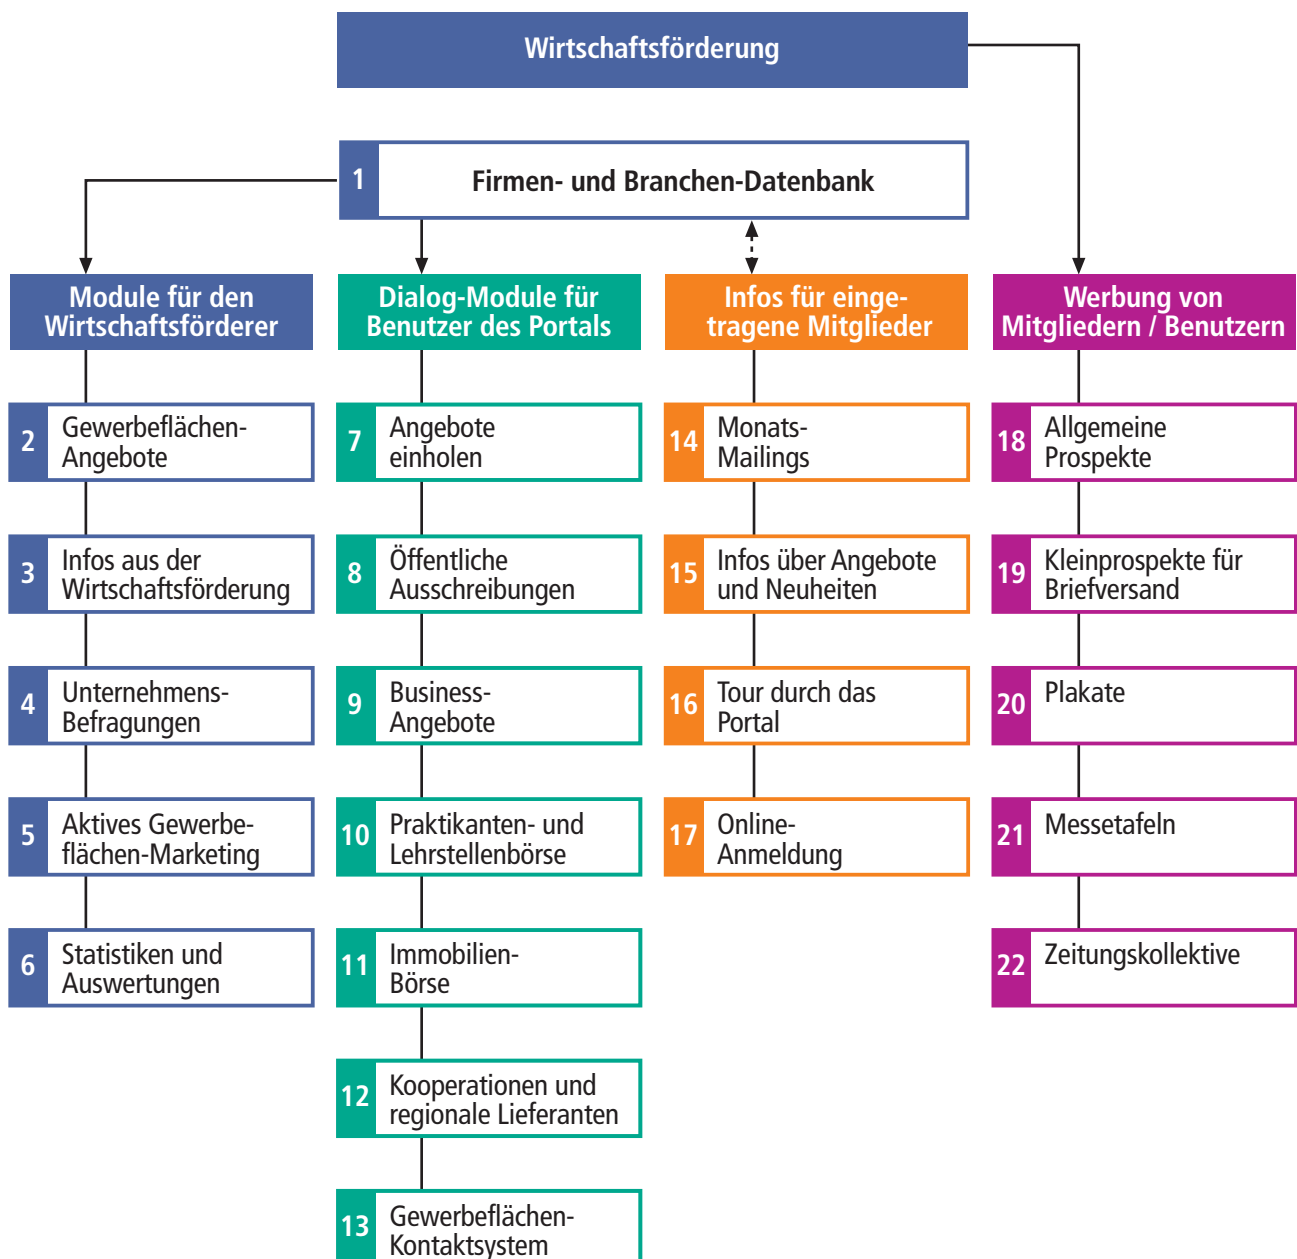 Wirtschaftsförderung
1
Firmen- und Branchen-Datenbank
Module für den
Wirtschaftsförderer
2
Gewerbeflächen-
Angebote
3
Infos aus der
Wirtschaftsförderung
4
Unternehmens-
Befragungen
5
Aktives Gewerbe-
flächen-Marketing
6
Statistiken und
Auswertungen
Dialog-Module für
Benutzer des Portals
7
Angebote
einholen
8
Öffentliche
Ausschreibungen
9
Business-
Angebote
10
Praktikanten- und
Lehrstellenbörse
11
Immobilien-
Börse
12
Kooperationen und
regionale Lieferanten
13
Gewerbeflächen-
Kontaktsystem
Infos für einge-
tragene Mitglieder
14
Monats-
Mailings
15
Infos über Angebote
und Neuheiten
16
Tour durch das
Portal
17
Online-
Anmeldung
Werbung von
Mitgliedern / Benutzern
18
Allgemeine
Prospekte
19
Kleinprospekte für
Briefversand
20
Plakate
21
Messetafeln
22
Zeitungskollektive